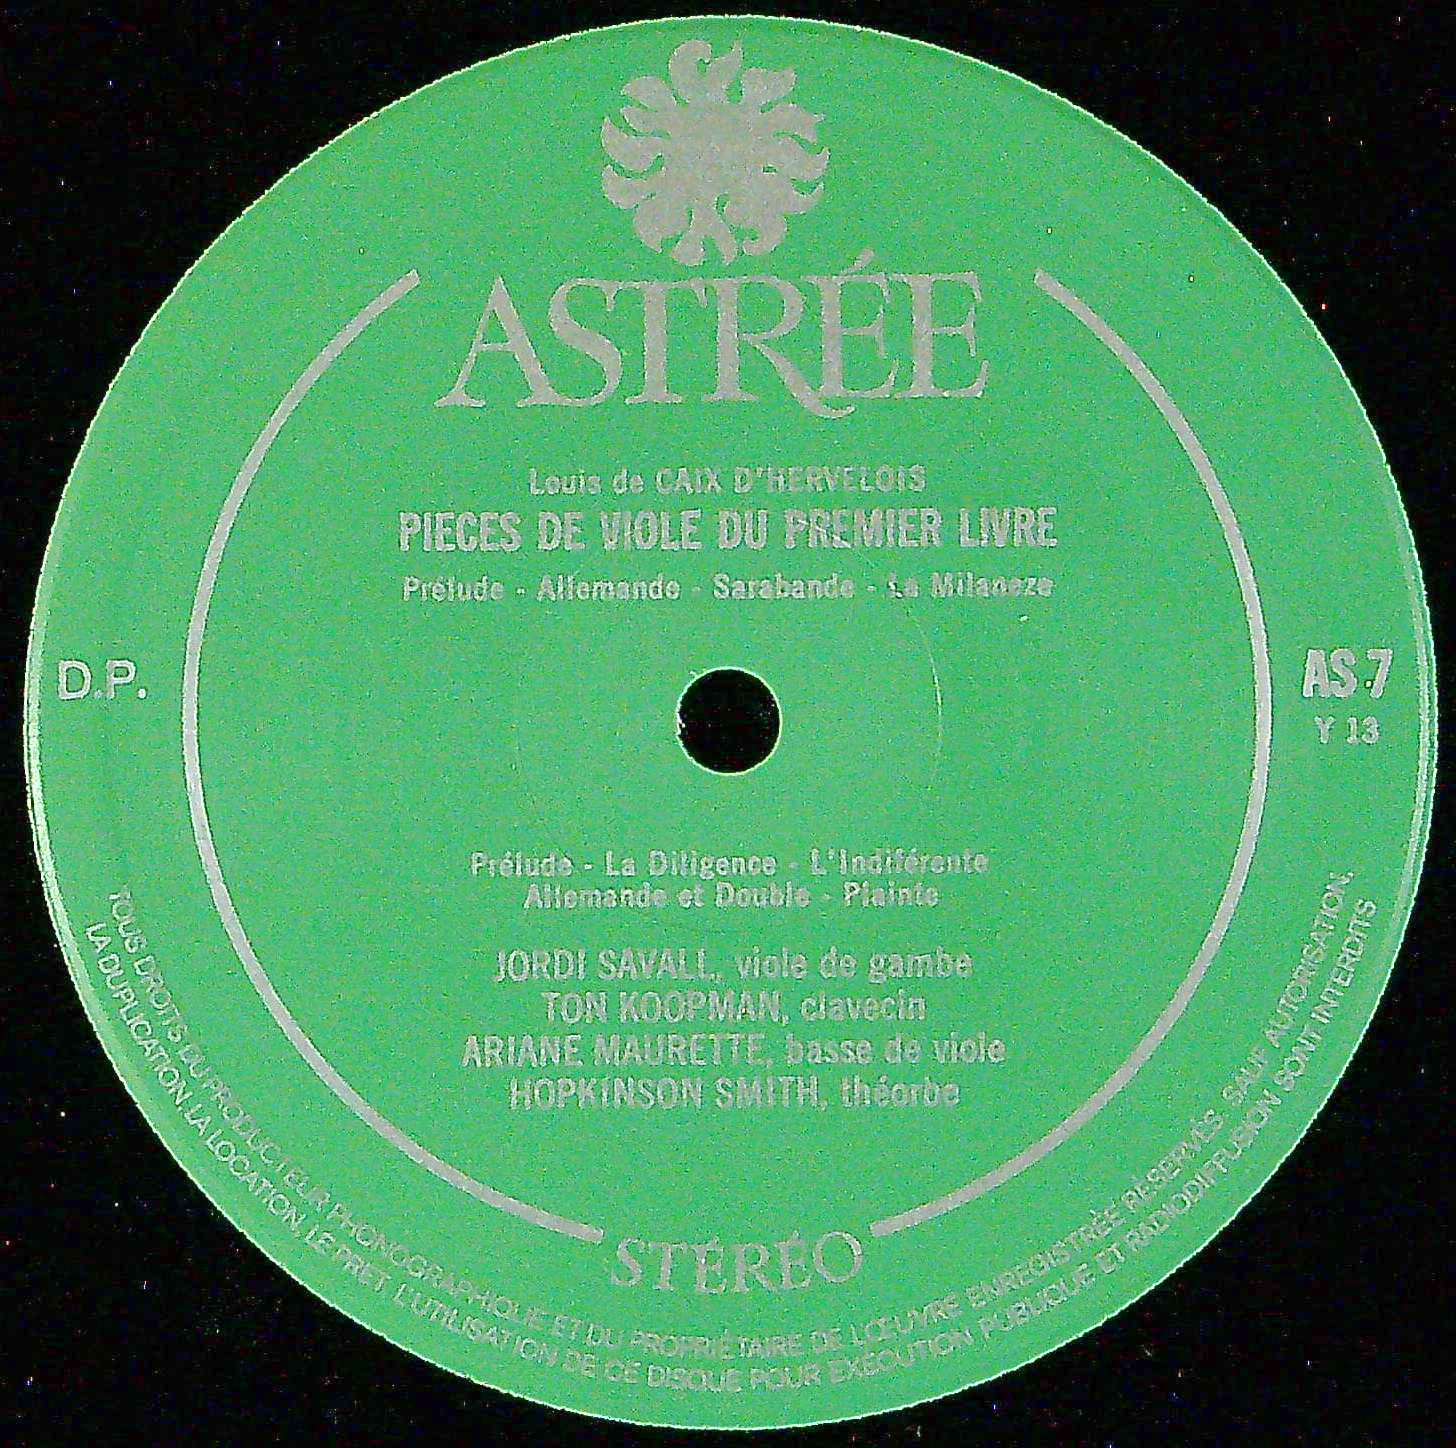 ASTRÉE
Louis de CAIX D'HERVELOIS
PIECES DE VIOLE DU PREMIER LIVRE
Prélude - Allemande - Sarabande - La Milaneze
D.P.
AS 7
Y 13
Prélude - La Diligence - L'Indiférente
Allemande et Double - Plainte
JORDI SAVALL, viole de gambe
TON KOOPMAN, clavecin
ARIANE MAURETTE, basse de viole
HOPKINSON SMITH, théorbe
STÉRÉO
TOUS DROITS DU PRODUCTEUR PHONOGRAPHIQUE ET DU PROPRIÉTAIRE DE L'ŒUVRE ENREGISTRÉE RÉSERVÉS. SAUF AUTORISATION,
LA DUPLICATION, LA LOCATION, LE PRET, L'UTILISATION DE CE DISQUE POUR EXÉCUTION PUBLIQUE ET RADIODIFFUSION SONT INTERDITS